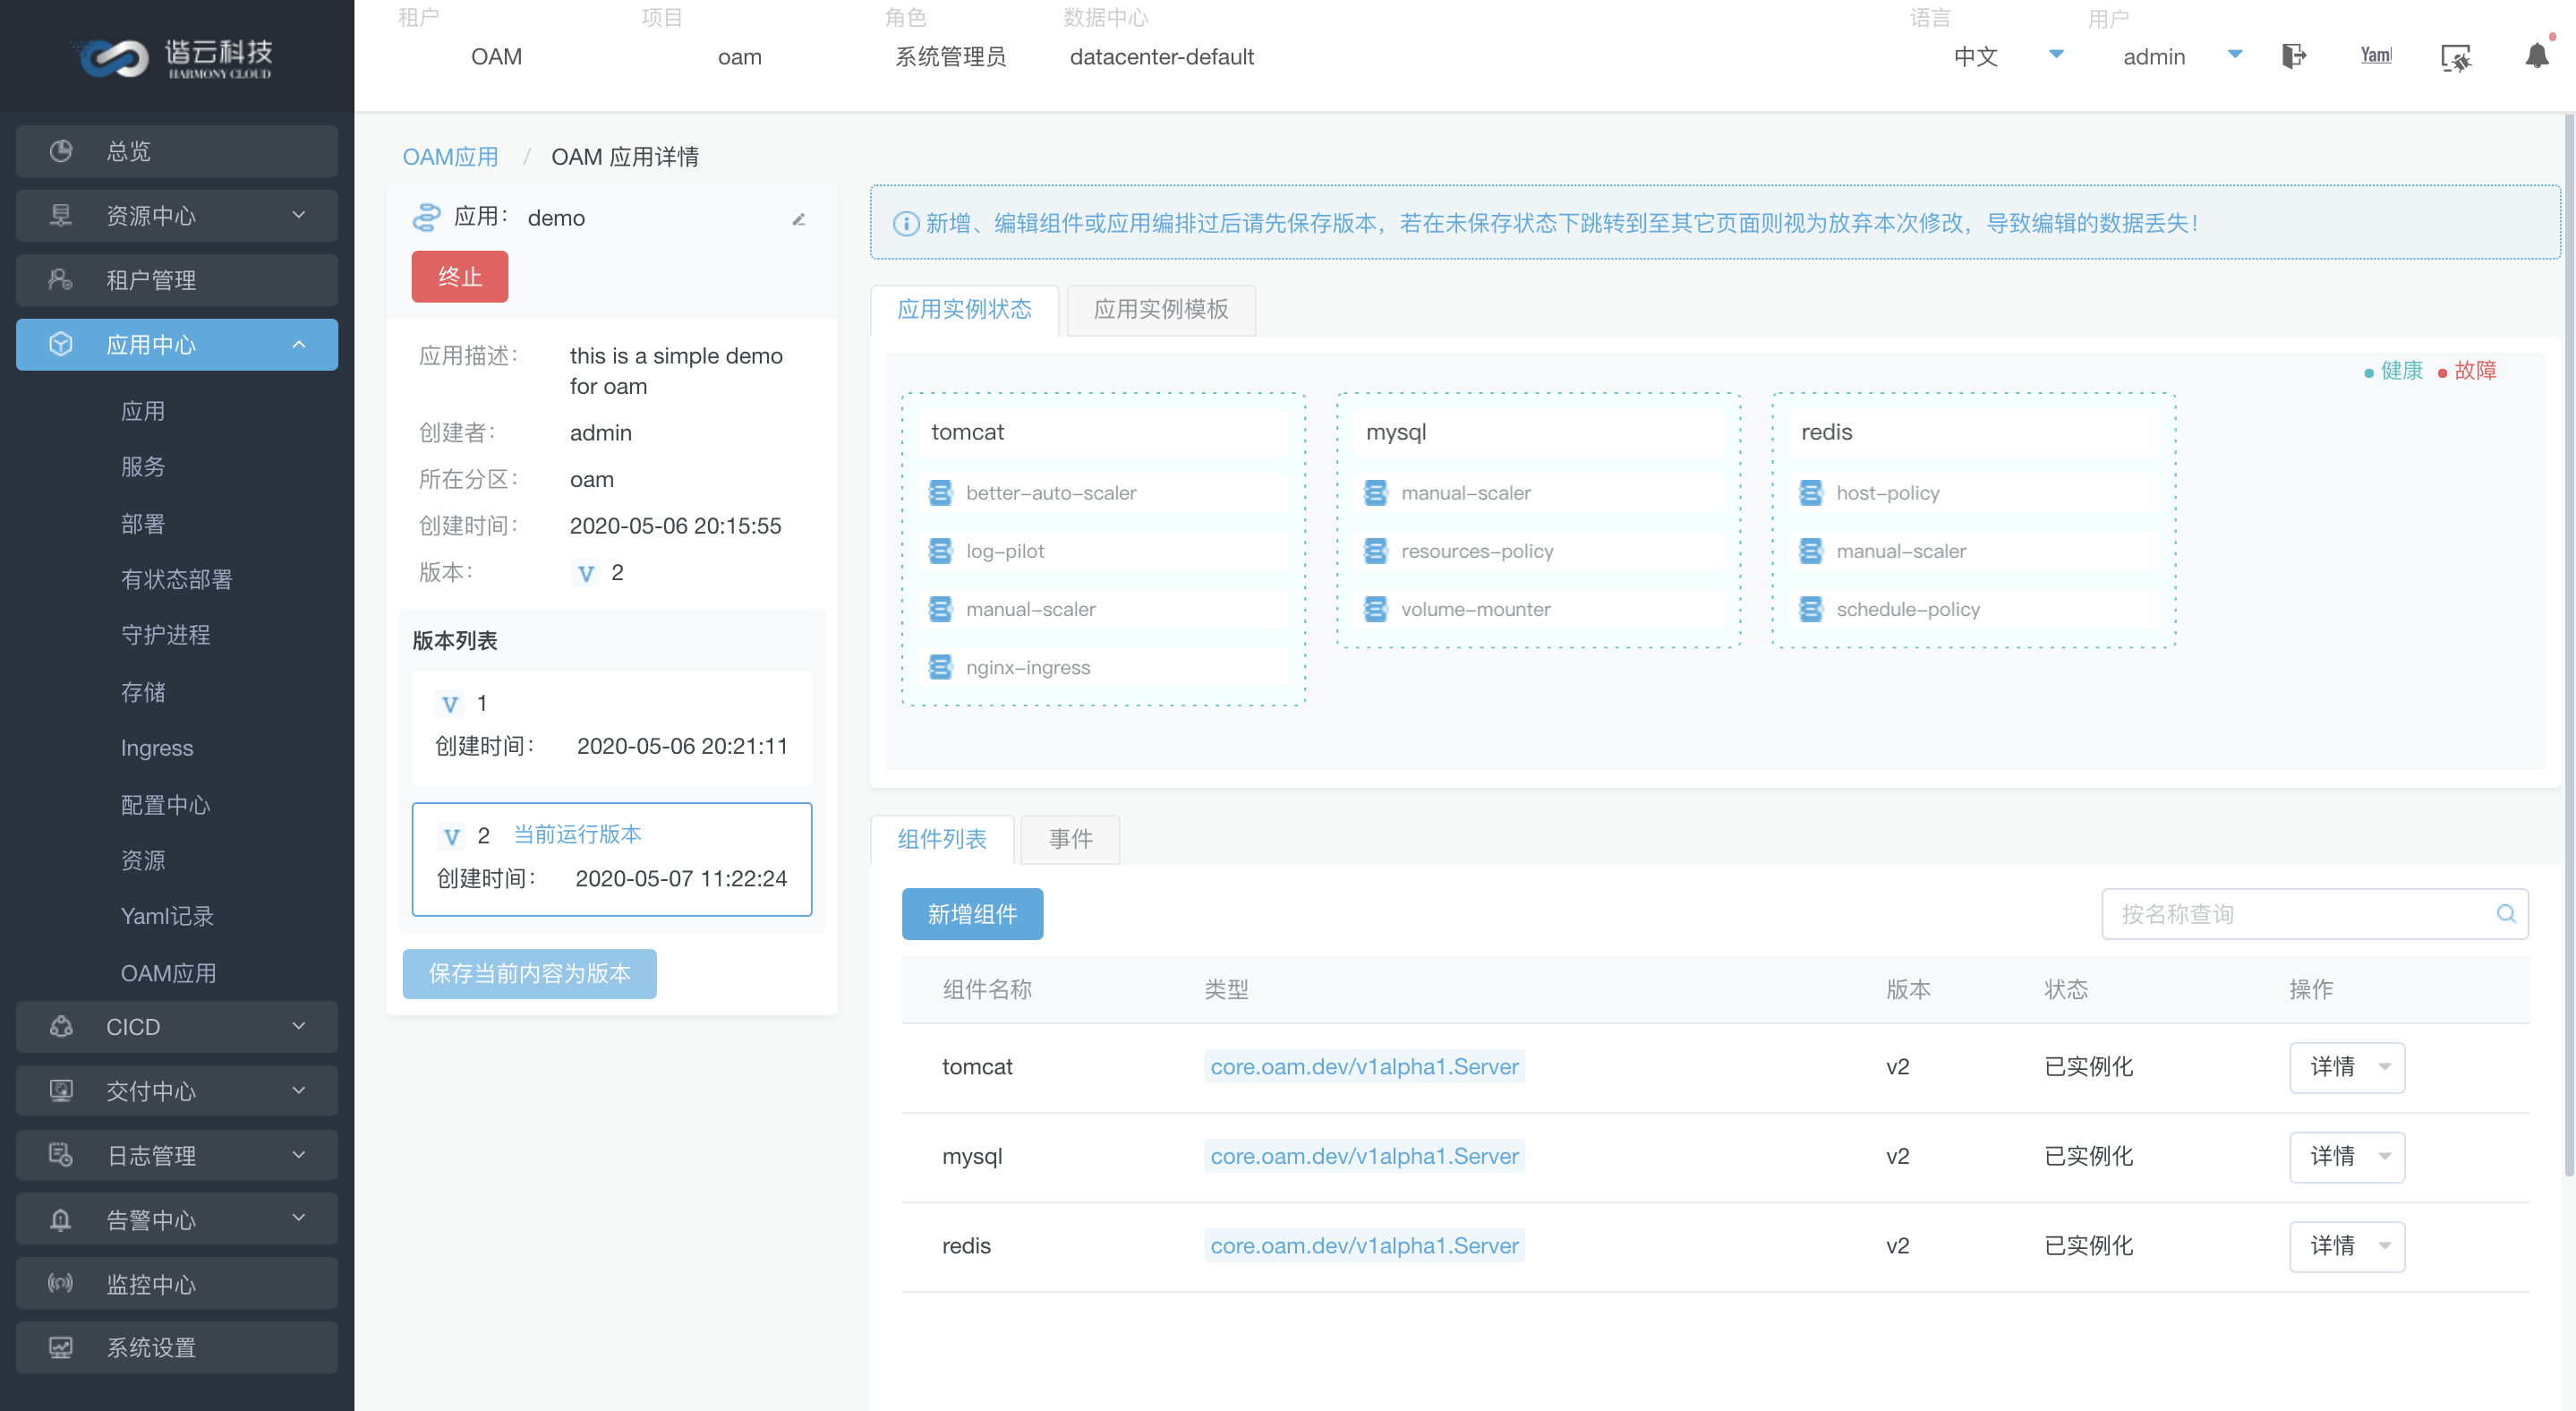 谐云科技
HARMONY CLOUD
租户
OAM
项目
oam
角色
系统管理员
数据中心
datacenter-default
语言
中文
用户
admin
Yaml
总览
资源中心
租户管理
应用中心
应用
服务
部署
有状态部署
守护进程
存储
Ingress
配置中心
资源
Yaml记录
OAM应用
CICD
交付中心
日志管理
告警中心
监控中心
系统设置
OAM应用 / OAM 应用详情
应用： demo
终止
应用描述： this is a simple demo
for oam
创建者： admin
所在分区： oam
创建时间： 2020-05-06 20:15:55
版本： V 2
版本列表
V 1
创建时间： 2020-05-06 20:21:11
V 2 当前运行版本
创建时间： 2020-05-07 11:22:24
保存当前内容为版本
新增、编辑组件或应用编排过后请先保存版本，若在未保存状态下跳转到至其它页面则视为放弃本次修改，导致编辑的数据丢失！
应用实例状态 应用实例模板
健康 故障
tomcat
better-auto-scaler
log-pilot
manual-scaler
nginx-ingress
mysql
manual-scaler
resources-policy
volume-mounter
redis
host-policy
manual-scaler
schedule-policy
组件列表 事件
新增组件
按名称查询
组件名称 类型 版本 状态 操作
tomcat core.oam.dev/v1alpha1.Server v2 已实例化 详情
mysql core.oam.dev/v1alpha1.Server v2 已实例化 详情
redis core.oam.dev/v1alpha1.Server v2 已实例化 详情